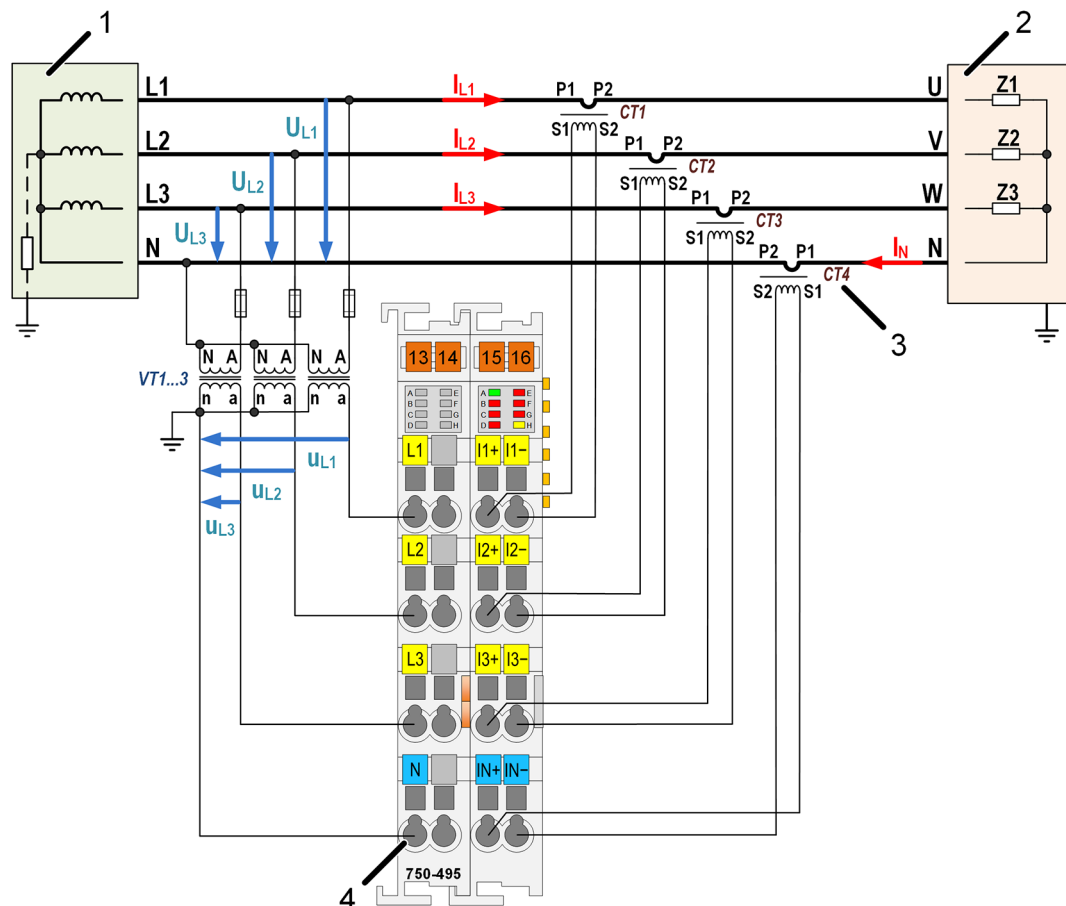 1
2
L1
I_L1
P1 P2
CT1
U
Z1
S1 S2
U_L1
L2
I_L2
P1 P2
CT2
V
Z2
S1 S2
U_L2
L3
I_L3
P1 P2
CT3
W
Z3
S1 S2
U_L3
N
P2 P1
I_N
N
CT4
S2 S1
3
N A N A N A
VT1...3
n a n a n a
13 14 15 16
A E A E
B F B F
C G C G
D H D H
u_L1
u_L2
u_L3
L1 I1+ I1−
L2 I2+ I2−
L3 I3+ I3−
N IN+ IN−
750-495
4